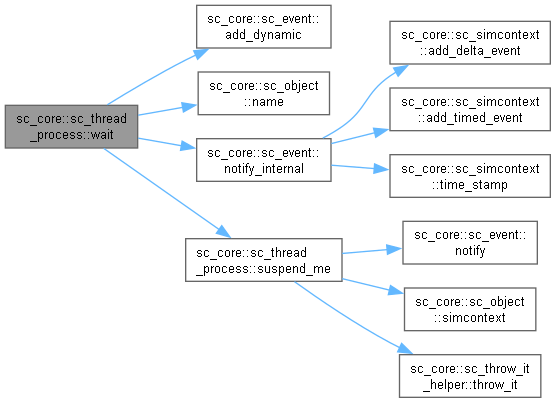 sc_core::sc_thread
_process::wait
sc_core::sc_event::
add_dynamic
sc_core::sc_object
::name
sc_core::sc_event::
notify_internal
sc_core::sc_simcontext
::add_delta_event
sc_core::sc_simcontext
::add_timed_event
sc_core::sc_simcontext
::time_stamp
sc_core::sc_thread
_process::suspend_me
sc_core::sc_event::
notify
sc_core::sc_object
::simcontext
sc_core::sc_throw_it
_helper::throw_it